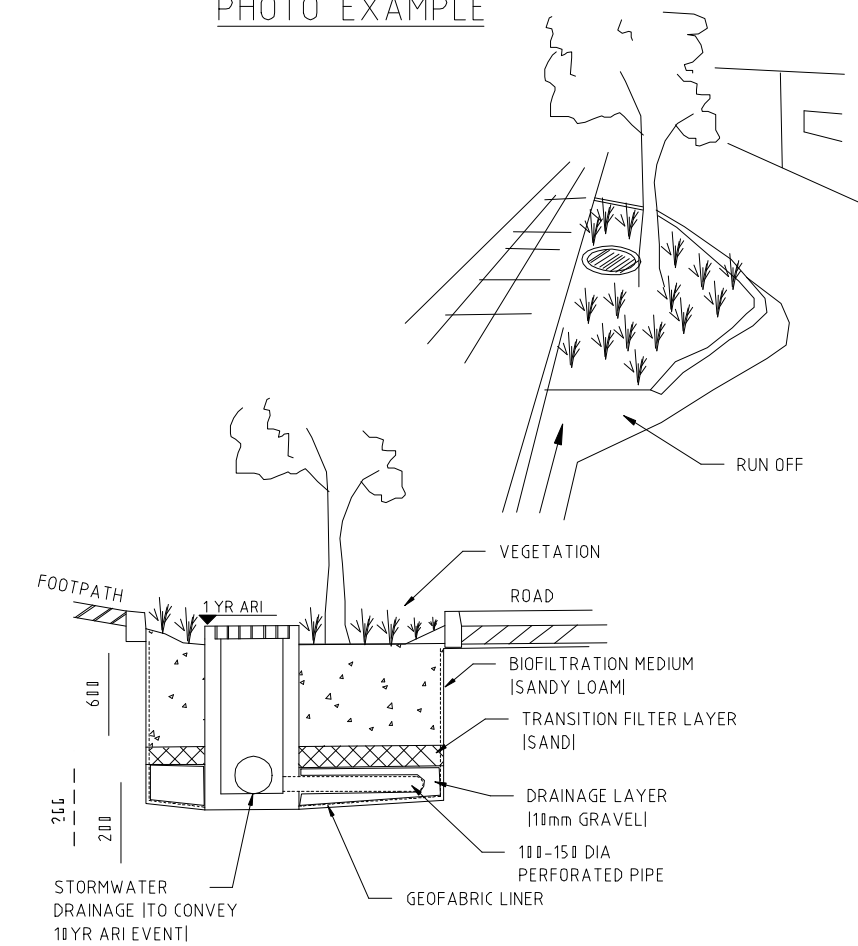 PHOTO EXAMPLE
RUN OFF
VEGETATION
FOOTPATH
1 YR ARI
ROAD
BIOFILTRATION MEDIUM
|SANDY LOAM|
600
TRANSITION FILTER LAYER
|SAND|
DRAINAGE LAYER
|10mm GRAVEL|
200
100-150 DIA
PERFORATED PIPE
GEOFABRIC LINER
STORMWATER
DRAINAGE |TO CONVEY
10YR ARI EVENT|